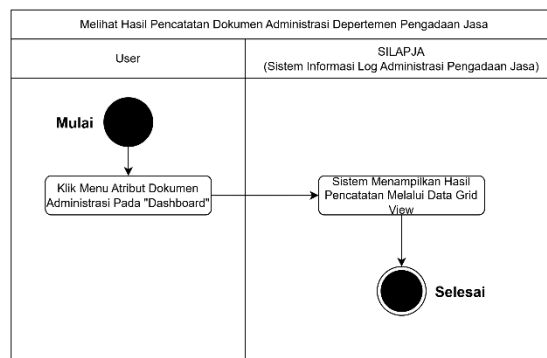 Melihat Hasil Pencatatan Dokumen Administrasi Depertemen Pengadaan Jasa
User
SILAPJA
(Sistem Informasi Log Administrasi Pengadaan Jasa)
Mulai
Klik Menu Atribut Dokumen
Administrasi Pada "Dashboard"
Sistem Menampilkan Hasil
Pencatatan Melalui Data Grid
View
Selesai